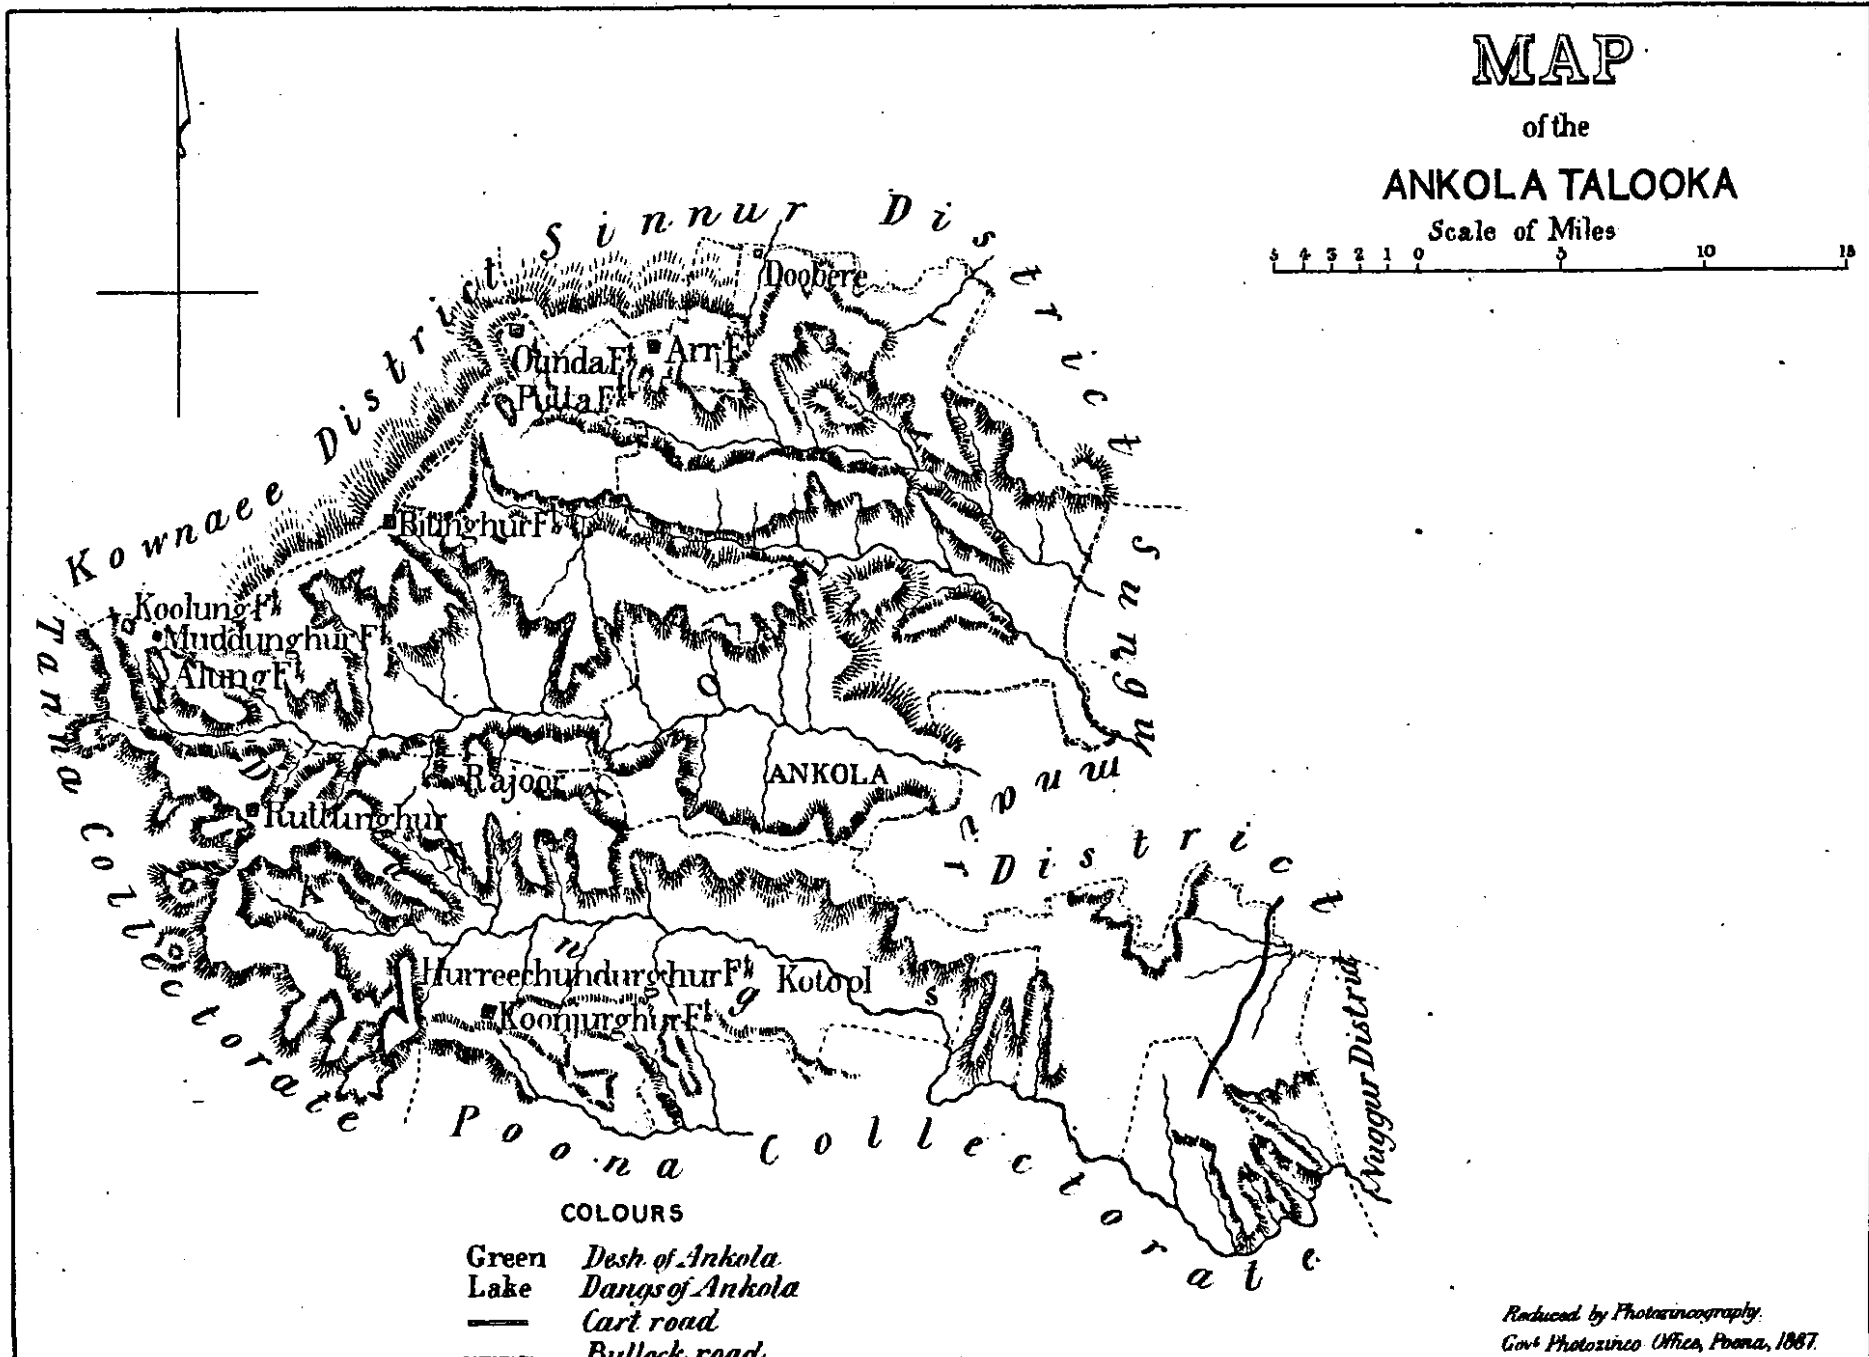 MAP
of the
ANKOLA TALOOKA
Scale of Miles
5 4 3 2 1 0 5 10 15
Sinnur District
Kownaee District
Doobere
Ounda Ft
Arr Ft
Putta Ft
Bitinghur Ft
Koolung Ft
Muddunghur Ft
Alung Ft
Sungumnair District
Tanna Collectorate
Rajoor
ANKOLA
Ruttunghur
Dangs
Hurreechundurghur Ft
Kotool
Koonjurghur Ft
Nuggur District
Poona Collectorate
COLOURS
Green Desh of Ankola
Lake Dangs of Ankola
Cart road
Bullock road
Reduced by Photozincography.
Govt Photozinco Office, Poona, 1887.